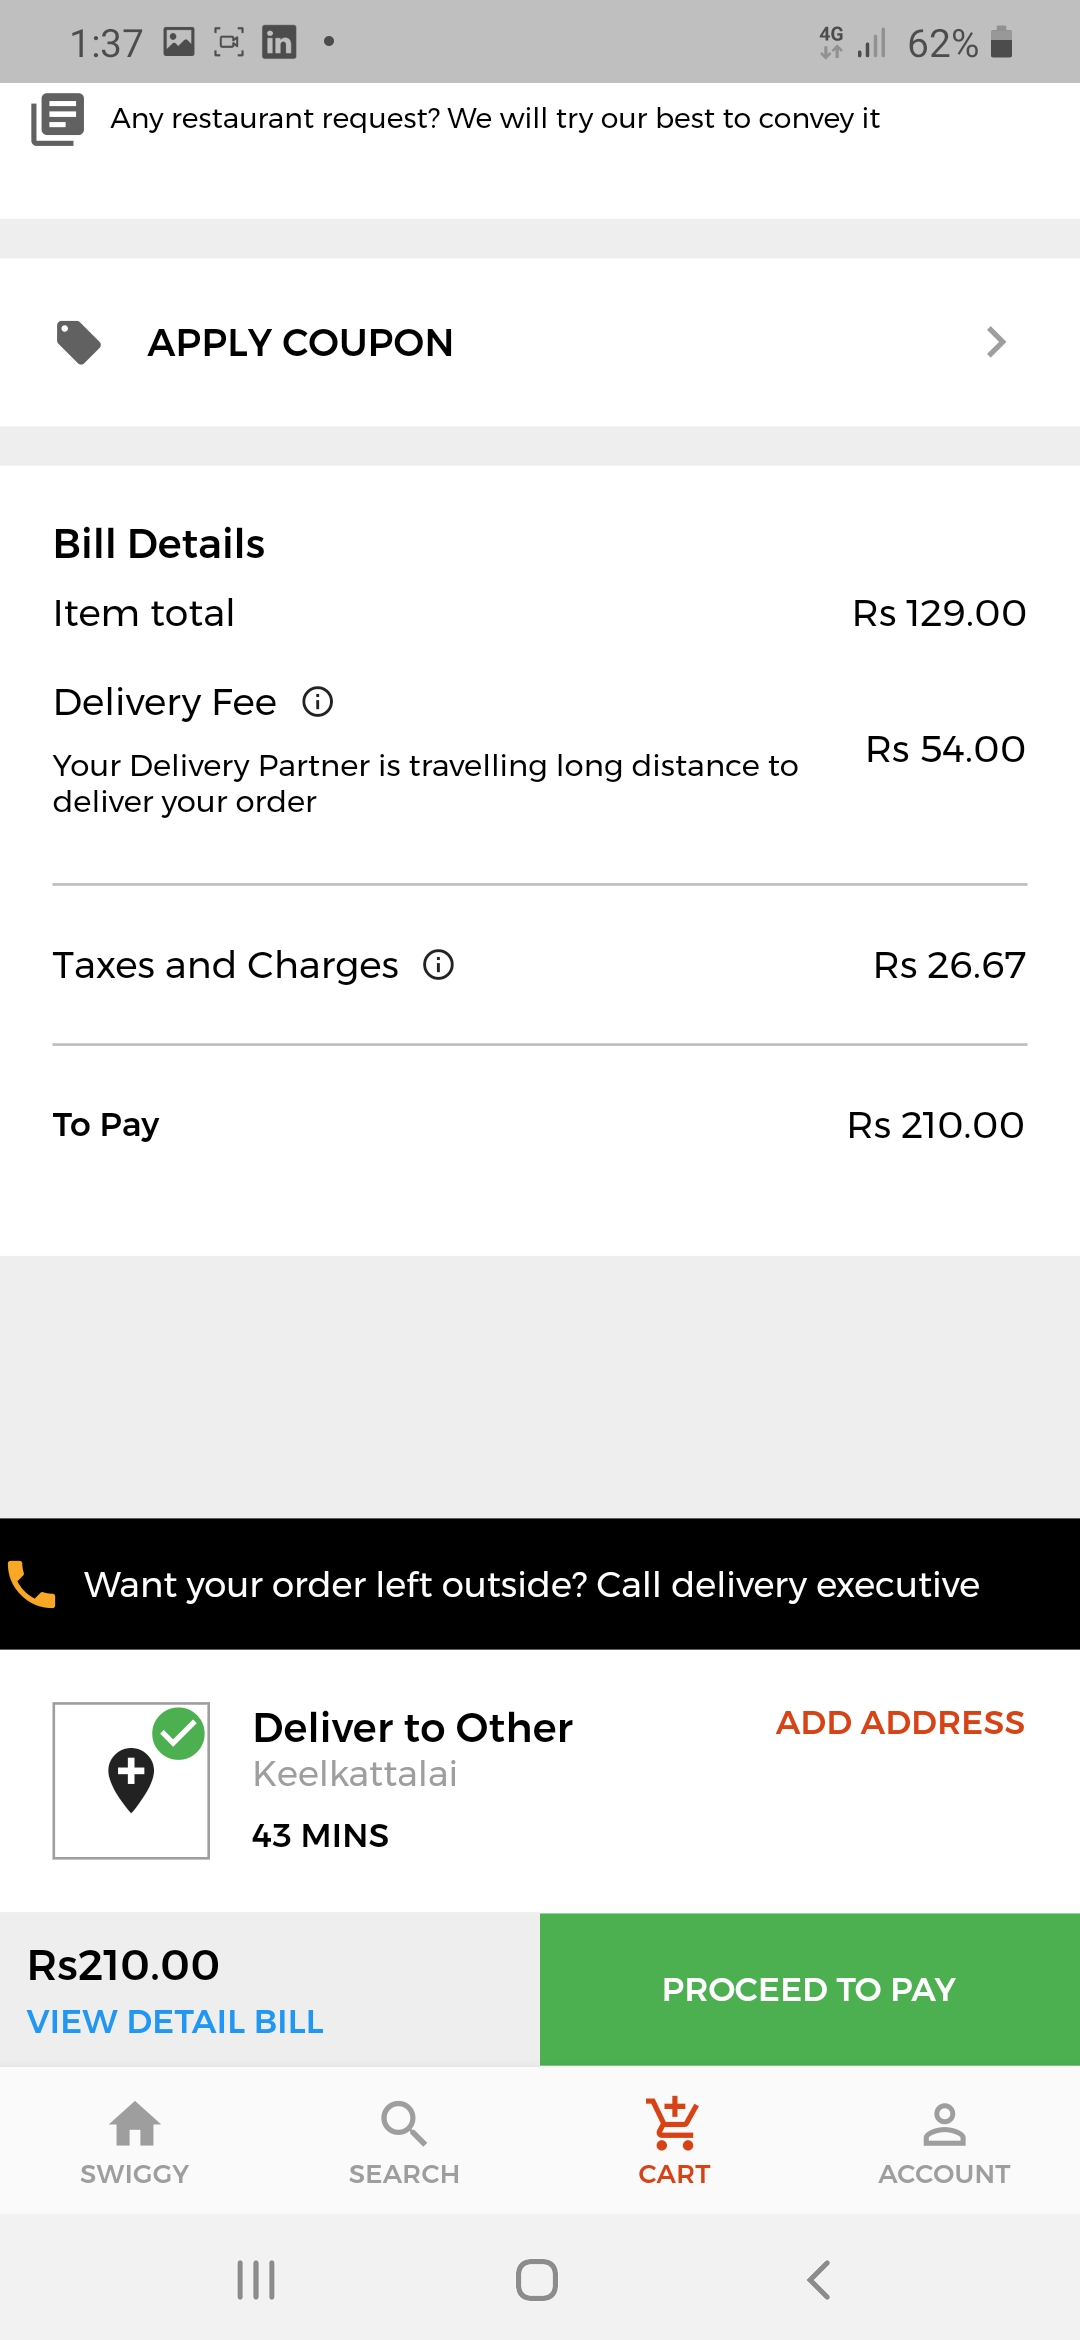 1:37
4G
62%
Any restaurant request? We will try our best to convey it
APPLY COUPON
Bill Details
Item total
Rs 129.00
Delivery Fee
Your Delivery Partner is travelling long distance to
deliver your order
Rs 54.00
Taxes and Charges
Rs 26.67
To Pay
Rs 210.00
Want your order left outside? Call delivery executive
Deliver to Other
ADD ADDRESS
Keelkattalai
43 MINS
Rs210.00
VIEW DETAIL BILL
PROCEED TO PAY
SWIGGY
SEARCH
CART
ACCOUNT